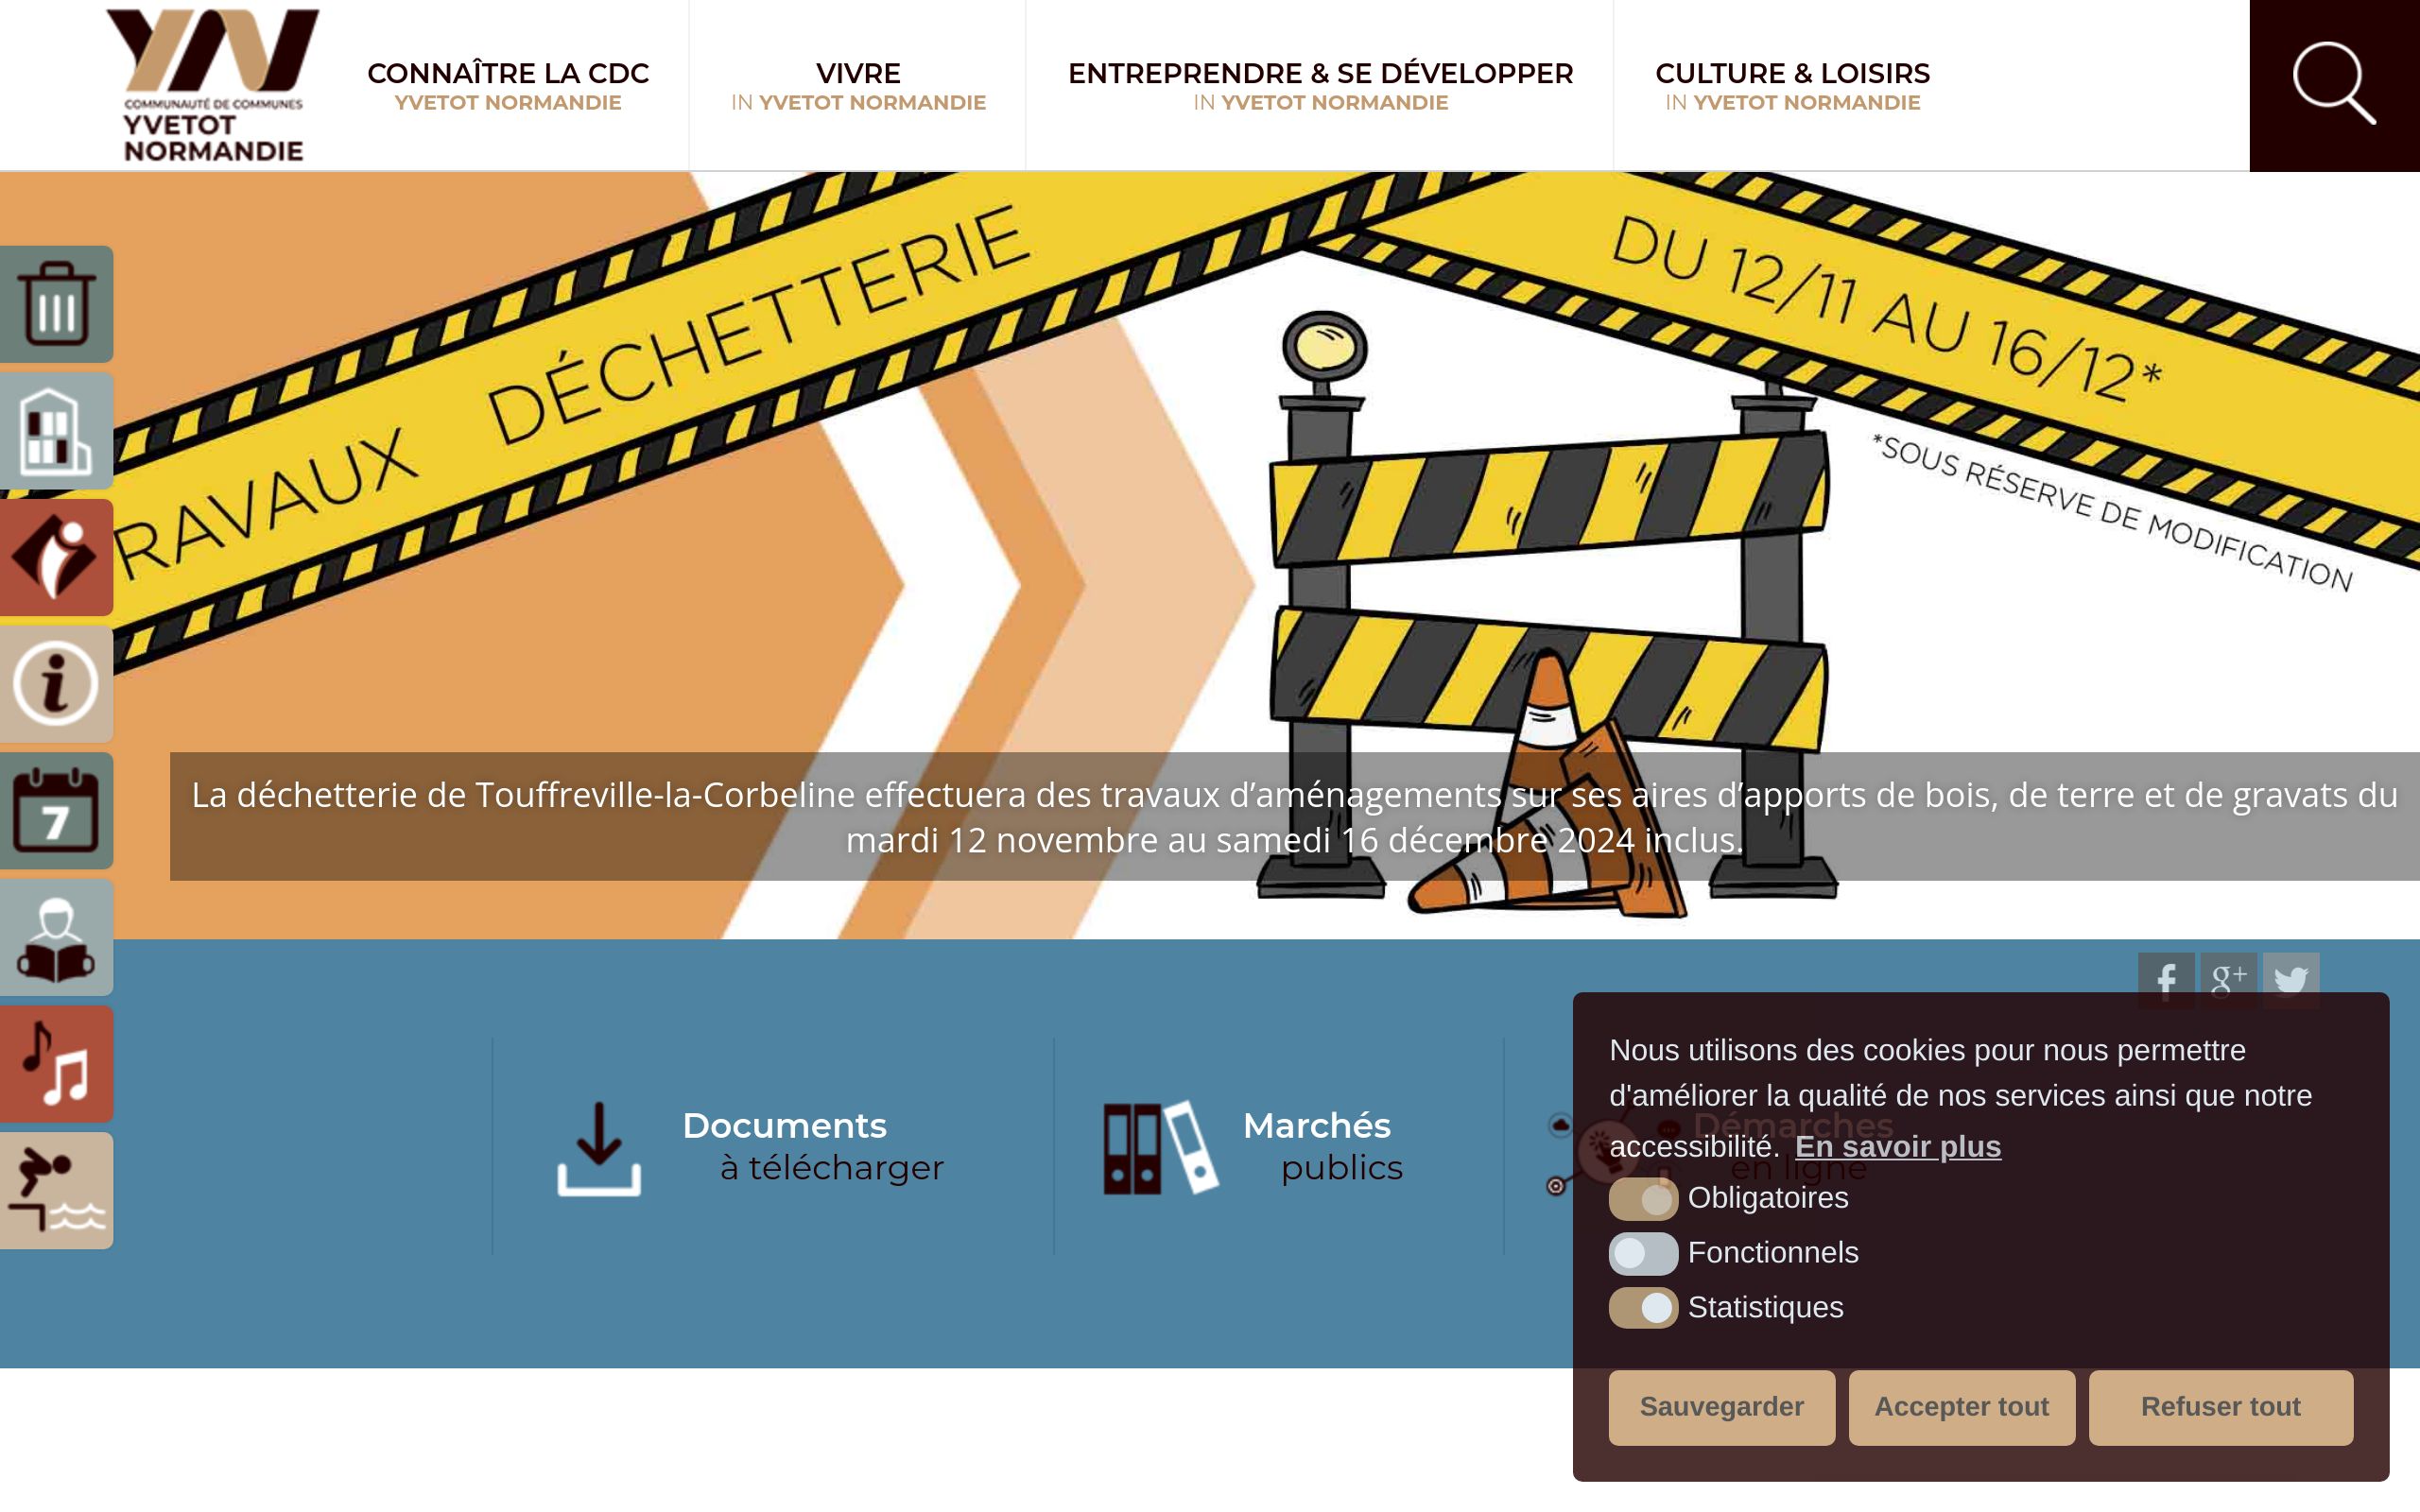 COMMUNAUTÉ DE COMMUNES
YVETOT
NORMANDIE
CONNAÎTRE LA CDC
YVETOT NORMANDIE
VIVRE
IN YVETOT NORMANDIE
ENTREPRENDRE & SE DÉVELOPPER
IN YVETOT NORMANDIE
CULTURE & LOISIRS
IN YVETOT NORMANDIE
RAVAUX DÉCHETTERIE
DU 12/11 AU 16/12*
*SOUS RÉSERVE DE MODIFICATION
7
La déchetterie de Touffreville-la-Corbeline effectuera des travaux d’aménagements sur ses aires d’apports de bois, de terre et de gravats du
mardi 12 novembre au samedi 16 décembre 2024 inclus.
Documents
à télécharger
Marchés
publics
Démarches
en ligne
Nous utilisons des cookies pour nous permettre
d'améliorer la qualité de nos services ainsi que notre
accessibilité. En savoir plus
Obligatoires
Fonctionnels
Statistiques
Sauvegarder
Accepter tout
Refuser tout